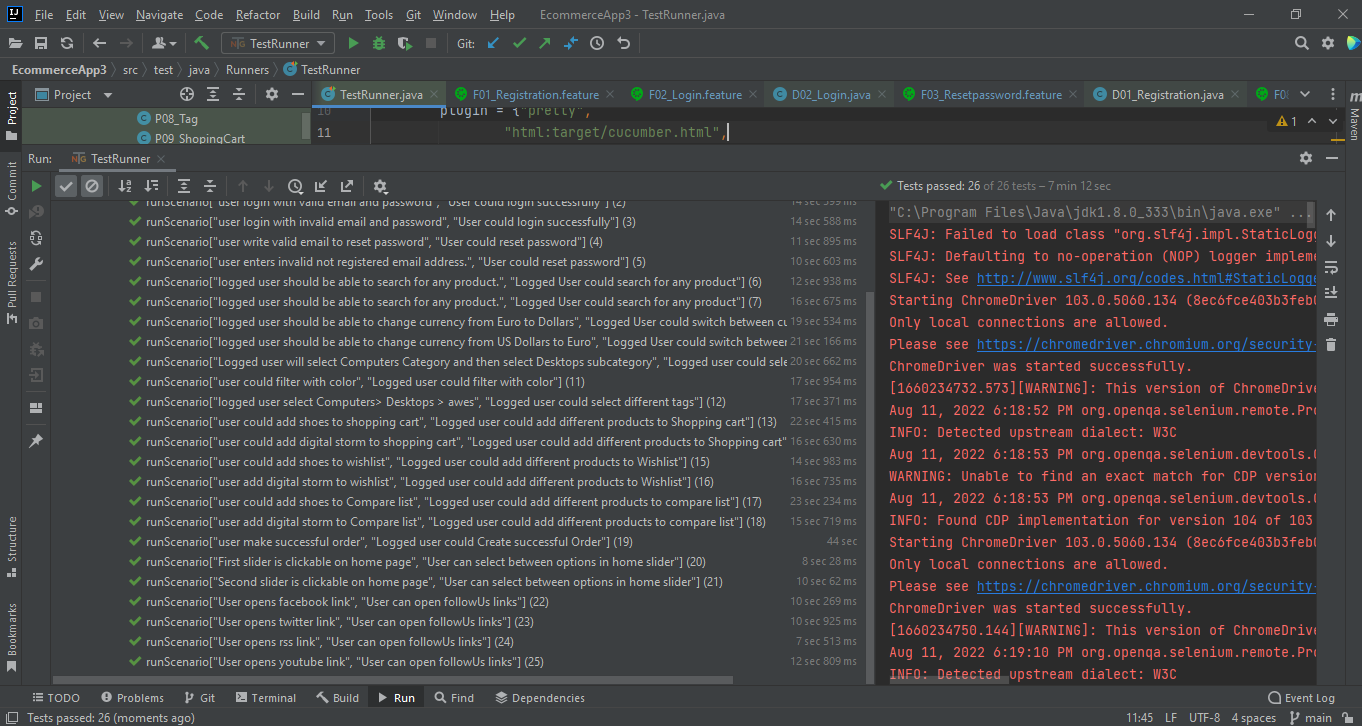 File Edit View Navigate Code Refactor Build Run Tools Git Window Help EcommerceApp3 - TestRunner.java
TestRunner Git:
EcommerceApp3 src test java Runners TestRunner
Project
Project TestRunner.java F01_Registration.feature F02_Login.feature D02_Login.java F03_Resetpassword.feature D01_Registration.java F0
P08_Tag
P09_ShopingCart
10 plugin = {"pretty",
11 "html:target/cucumber.html",
1
Maven
Run: TestRunner
Commit
Pull Requests
Structure
Bookmarks
Tests passed: 26 of 26 tests – 7 min 12 sec
runScenario["user login with valid email and password", "User could login successfully"] (2) 14 sec 399 ms
runScenario["user login with invalid email and password", "User could login successfully"] (3) 14 sec 588 ms
runScenario["user write valid email to reset password", "User could reset password"] (4) 11 sec 895 ms
runScenario["user enters invalid not registered email address.", "User could reset password"] (5) 10 sec 603 ms
runScenario["logged user should be able to search for any product.", "Logged User could search for any product"] (6) 12 sec 938 ms
runScenario["logged user should be able to search for any product.", "Logged User could search for any product"] (7) 16 sec 675 ms
runScenario["logged user should be able to change currency from Euro to Dollars", "Logged User could switch between cu 19 sec 534 ms
runScenario["logged user should be able to change currency from US Dollars to Euro", "Logged User could switch between 21 sec 166 ms
runScenario["Logged user will select Computers Category and then select Desktops subcategory", "Logged user could sele 20 sec 662 ms
runScenario["user could filter with color", "Logged user could filter with color"] (11) 17 sec 954 ms
runScenario["logged user select Computers> Desktops > awes", "Logged user could select different tags"] (12) 17 sec 371 ms
runScenario["user could add shoes to shopping cart", "Logged user could add different products to Shopping cart"] (13) 22 sec 415 ms
runScenario["user could add digital storm to shopping cart", "Logged user could add different products to Shopping cart" 16 sec 630 ms
runScenario["user could add shoes to wishlist", "Logged user could add different products to Wishlist"] (15) 14 sec 983 ms
runScenario["user add digital storm to wishlist", "Logged user could add different products to Wishlist"] (16) 16 sec 735 ms
runScenario["user could add shoes to Compare list", "Logged user could add different products to compare list"] (17) 23 sec 234 ms
runScenario["user add digital storm to Compare list", "Logged user could add different products to compare list"] (18) 15 sec 719 ms
runScenario["user make successful order", "Logged user could Create successful Order"] (19) 44 sec
runScenario["First slider is clickable on home page", "User can select between options in home slider"] (20) 8 sec 28 ms
runScenario["Second slider is clickable on home page", "User can select between options in home slider"] (21) 10 sec 62 ms
runScenario["User opens facebook link", "User can open followUs links"] (22) 10 sec 269 ms
runScenario["User opens twitter link", "User can open followUs links"] (23) 10 sec 925 ms
runScenario["User opens rss link", "User can open followUs links"] (24) 7 sec 513 ms
runScenario["User opens youtube link", "User can open followUs links"] (25) 12 sec 809 ms
"C:\Program Files\Java\jdk1.8.0_333\bin\java.exe" ...
SLF4J: Failed to load class "org.slf4j.impl.StaticLogg
SLF4J: Defaulting to no-operation (NOP) logger impleme
SLF4J: See http://www.slf4j.org/codes.html#StaticLogge
Starting ChromeDriver 103.0.5060.134 (8ec6fce403b3feb0
Only local connections are allowed.
Please see https://chromedriver.chromium.org/security-
ChromeDriver was started successfully.
[1660234732.573][WARNING]: This version of ChromeDrive
Aug 11, 2022 6:18:52 PM org.openqa.selenium.remote.Pro
INFO: Detected upstream dialect: W3C
Aug 11, 2022 6:18:53 PM org.openqa.selenium.devtools.C
WARNING: Unable to find an exact match for CDP version
Aug 11, 2022 6:18:53 PM org.openqa.selenium.devtools.C
INFO: Found CDP implementation for version 104 of 103
Starting ChromeDriver 103.0.5060.134 (8ec6fce403b3feb0
Only local connections are allowed.
Please see https://chromedriver.chromium.org/security-
ChromeDriver was started successfully.
[1660234750.144][WARNING]: This version of ChromeDrive
Aug 11, 2022 6:19:10 PM org.openqa.selenium.remote.Pro
INFO: Detected upstream dialect: W3C
TODO Problems Git Terminal Build Run Find Dependencies Event Log
Tests passed: 26 (moments ago) 11:45 LF UTF-8 4 spaces main